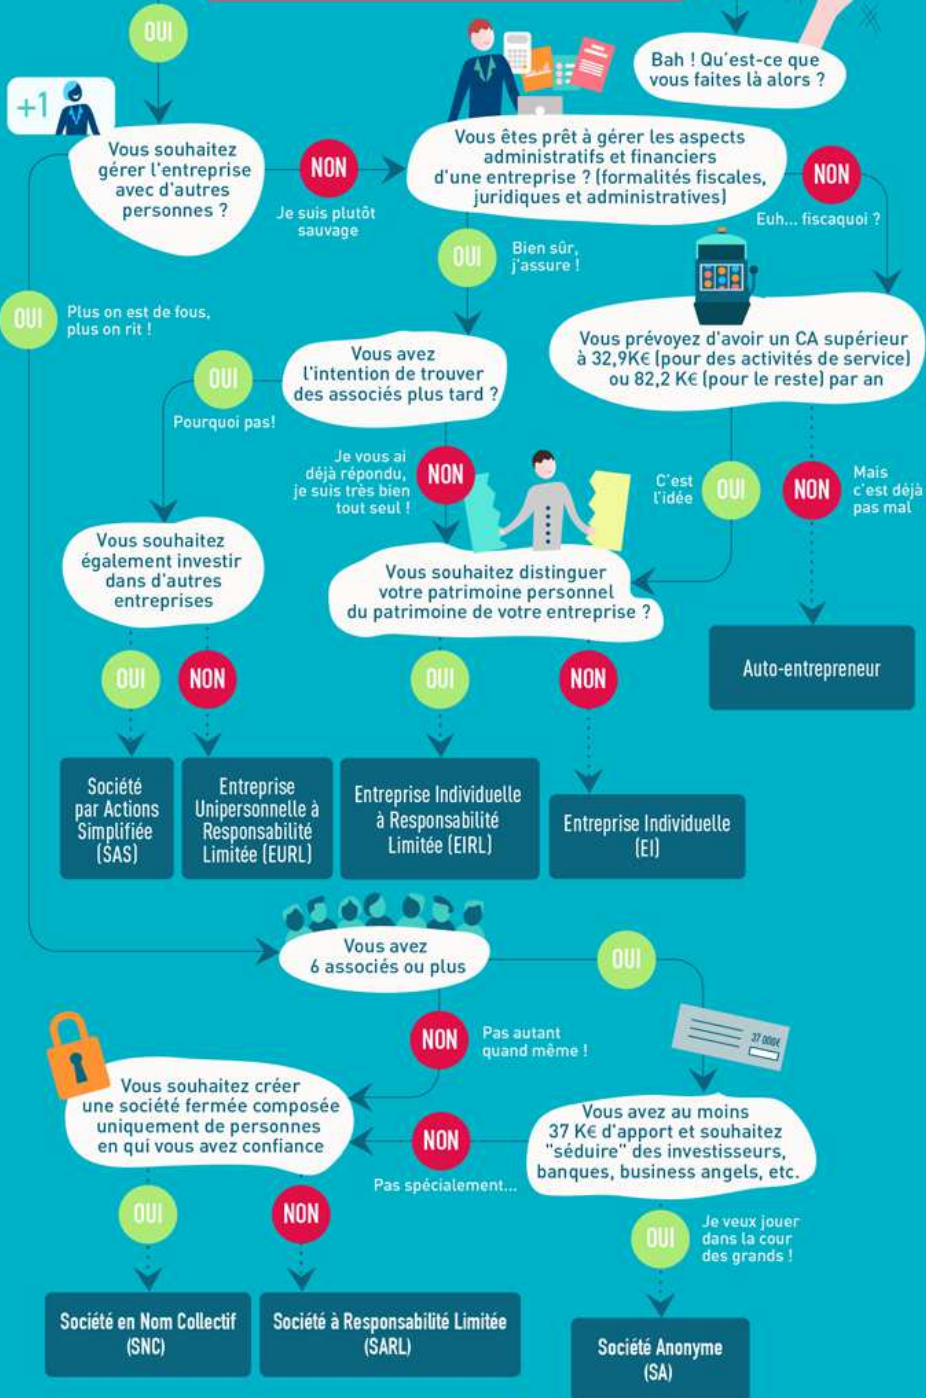 OUI
Bah ! Qu'est-ce que
vous faites là alors ?
+1
Vous souhaitez
gérer l'entreprise
avec d'autres
personnes ?
NON
Je suis plutôt
sauvage
Vous êtes prêt à gérer les aspects
administratifs et financiers
d'une entreprise ? (formalités fiscales,
juridiques et administratives)
NON
Euh... fiscaquoi ?
OUI
Bien sûr,
j'assure !
OUI
Plus on est de fous,
plus on rit !
Vous prévoyez d'avoir un CA supérieur
à 32,9K€ (pour des activités de service)
ou 82,2 K€ (pour le reste) par an
Vous avez
l'intention de trouver
des associés plus tard ?
OUI
Pourquoi pas!
Je vous ai
déjà répondu,
je suis très bien
tout seul !
NON
C'est
l'idée
OUI
NON
Mais
c'est déjà
pas mal
Vous souhaitez
également investir
dans d'autres
entreprises
Vous souhaitez distinguer
votre patrimoine personnel
du patrimoine de votre entreprise ?
Auto-entrepreneur
OUI
NON
OUI
NON
Société
par Actions
Simplifiée
(SAS)
Entreprise
Unipersonnelle à
Responsabilité
Limitée (EURL)
Entreprise Individuelle
à Responsabilité
Limitée (EIRL)
Entreprise Individuelle
(EI)
Vous avez
6 associés ou plus
OUI
NON
Pas autant
quand même !
37 000€
Vous souhaitez créer
une société fermée composée
uniquement de personnes
en qui vous avez confiance
NON
Pas spécialement...
Vous avez au moins
37 K€ d'apport et souhaitez
"séduire" des investisseurs,
banques, business angels, etc.
OUI
NON
OUI
Je veux jouer
dans la cour
des grands !
Société en Nom Collectif
(SNC)
Société à Responsabilité Limitée
(SARL)
Société Anonyme
(SA)